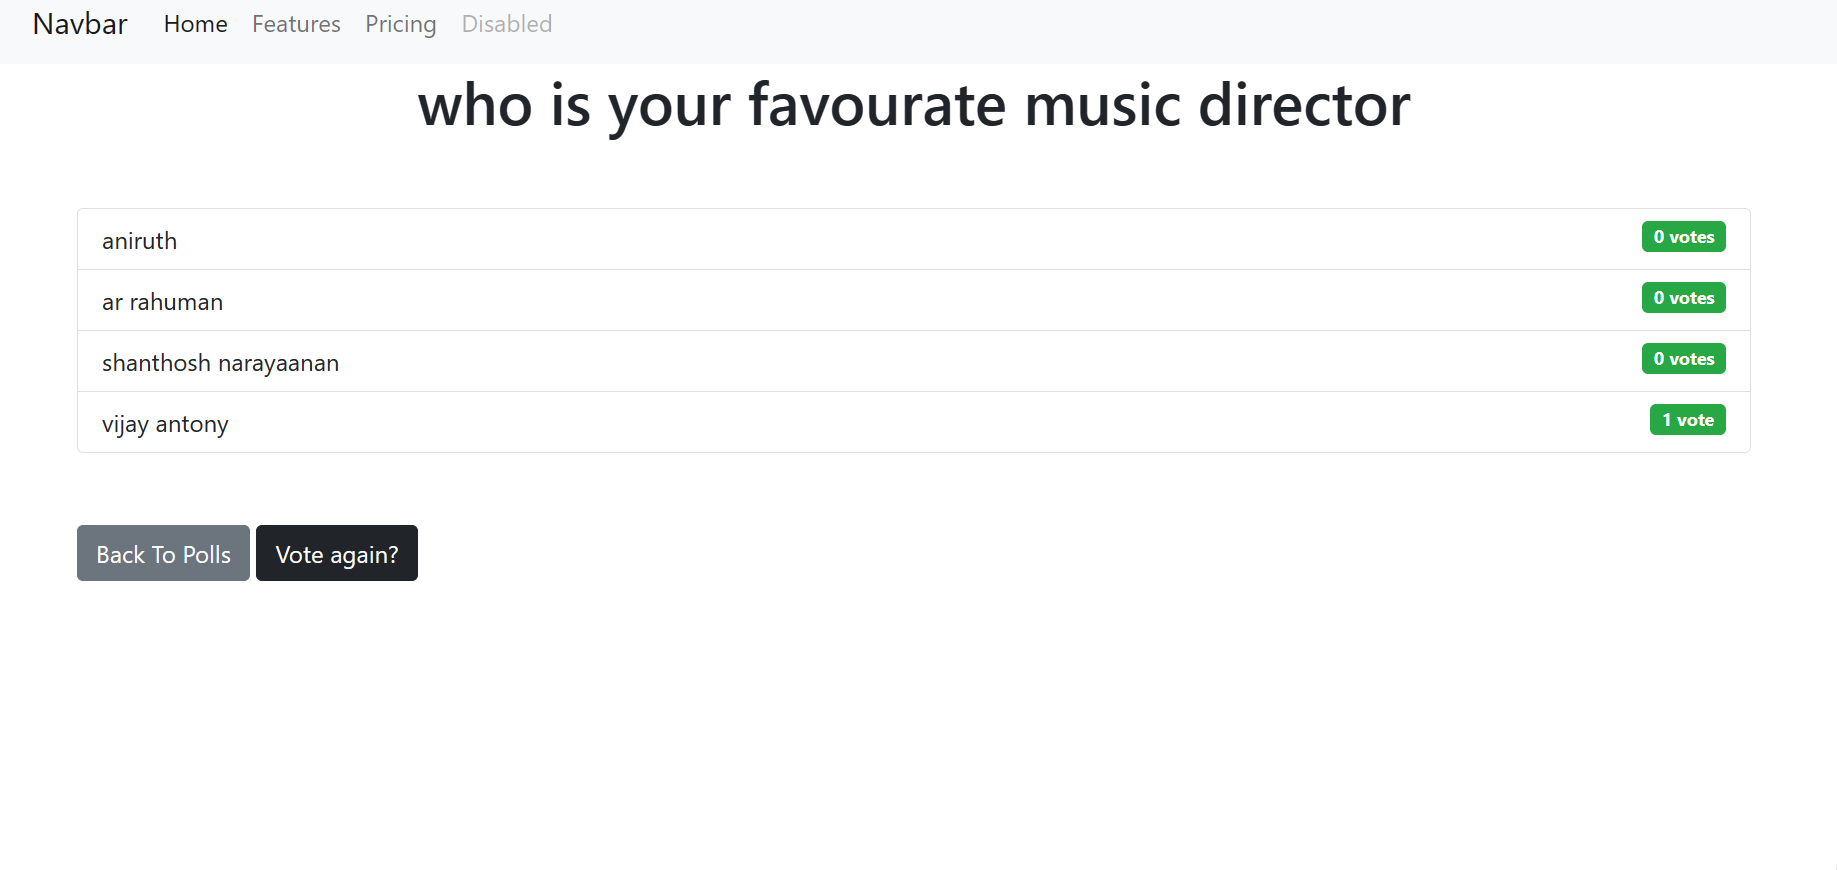 Navbar Home Features Pricing Disabled
who is your favourate music director
aniruth 0 votes
ar rahuman 0 votes
shanthosh narayaanan 0 votes
vijay antony 1 vote
Back To Polls Vote again?